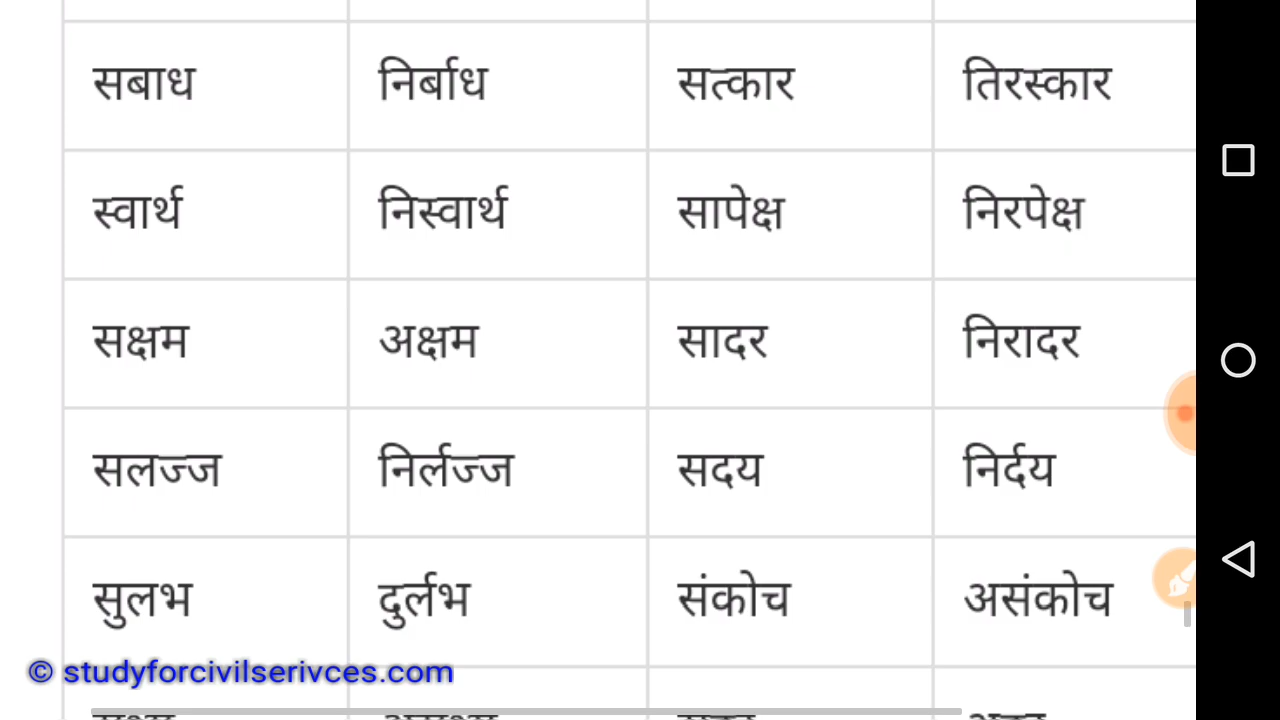 सबाध निर्बाध सत्कार तिरस्कार
स्वार्थ निस्वार्थ सापेक्ष निरपेक्ष
सक्षम अक्षम सादर निरादर
सलज्ज निर्लज्ज सदय निर्दय
सुलभ दुर्लभ संकोच असंकोच
© studyforcivilserivces.com